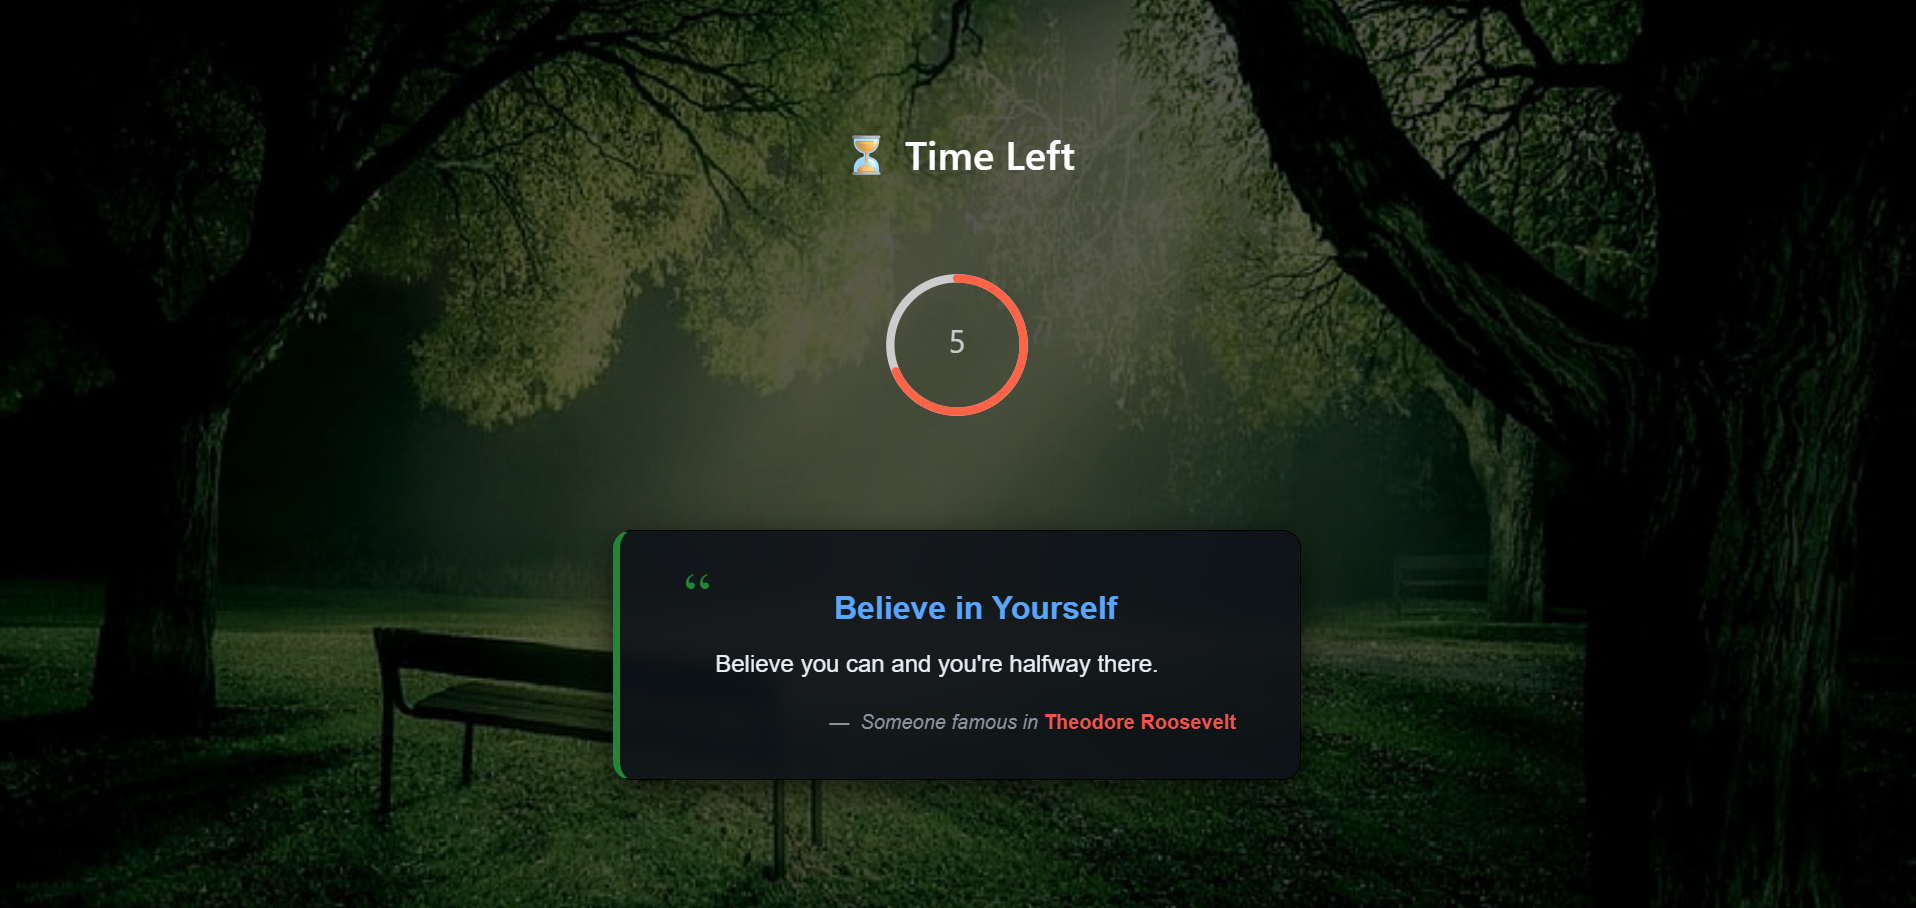 ⏳ Time Left
5
“
Believe in Yourself
Believe you can and you're halfway there.
— Someone famous in Theodore Roosevelt